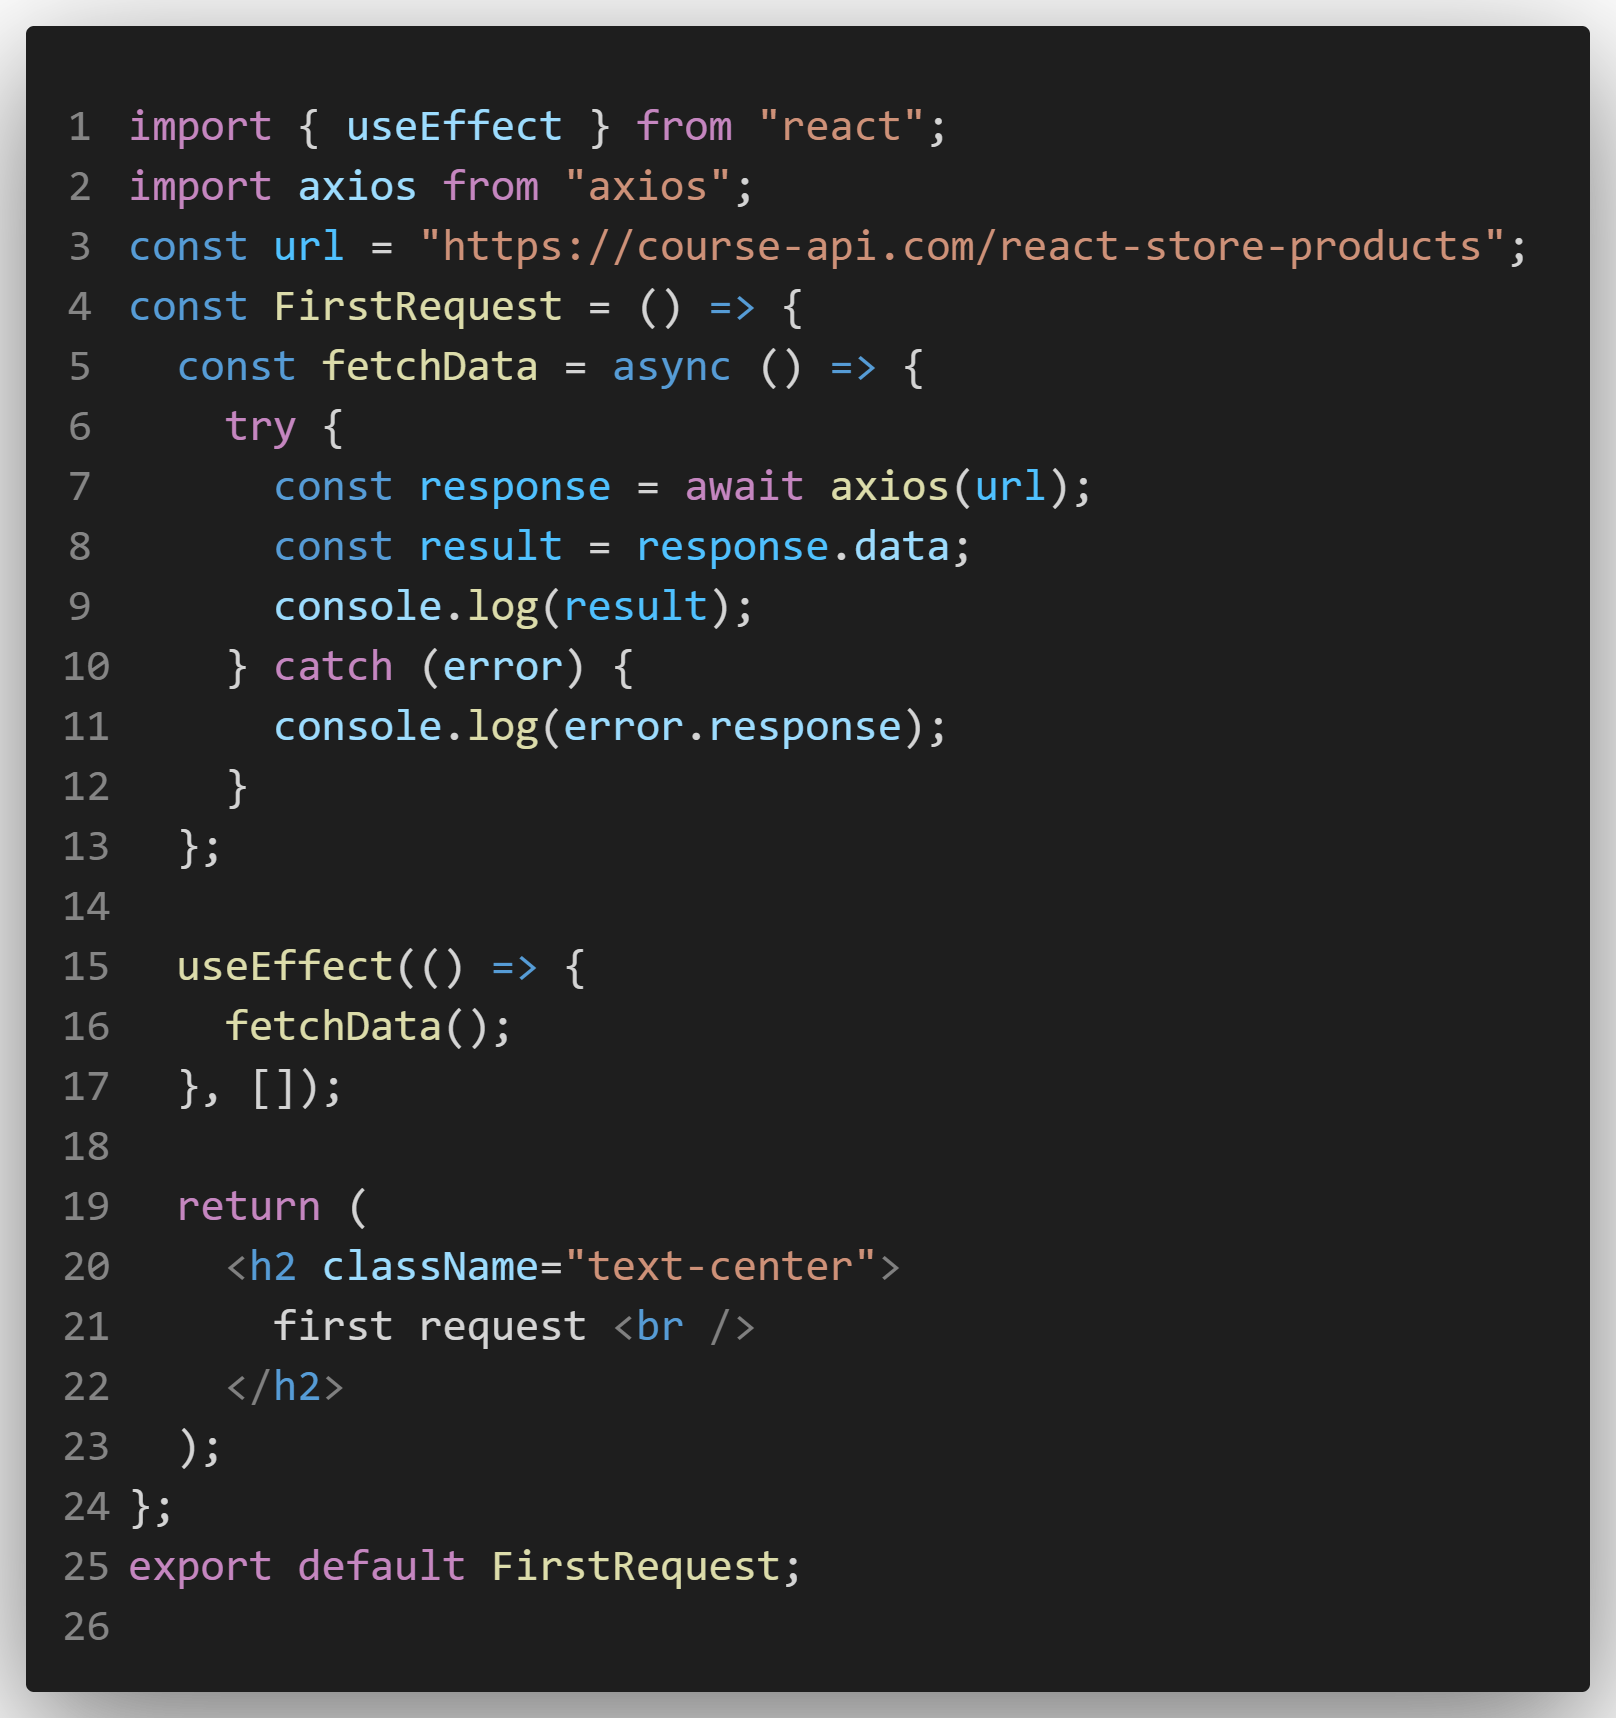 1 import { useEffect } from "react";
2 import axios from "axios";
3 const url = "https://course-api.com/react-store-products";
4 const FirstRequest = () => {
5   const fetchData = async () => {
6     try {
7       const response = await axios(url);
8       const result = response.data;
9       console.log(result);
10     } catch (error) {
11       console.log(error.response);
12     }
13   };
14
15   useEffect(() => {
16     fetchData();
17   }, []);
18
19   return (
20     <h2 className="text-center">
21       first request <br />
22     </h2>
23   );
24 };
25 export default FirstRequest;
26